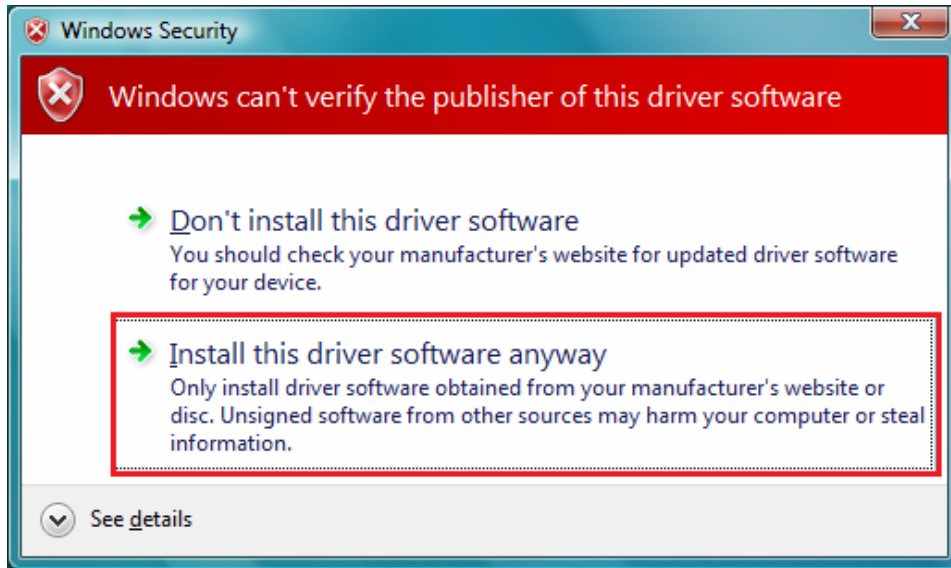 Windows Security
Windows can't verify the publisher of this driver software
Don't install this driver software
You should check your manufacturer's website for updated driver software
for your device.
Install this driver software anyway
Only install driver software obtained from your manufacturer's website or
disc. Unsigned software from other sources may harm your computer or steal
information.
See details